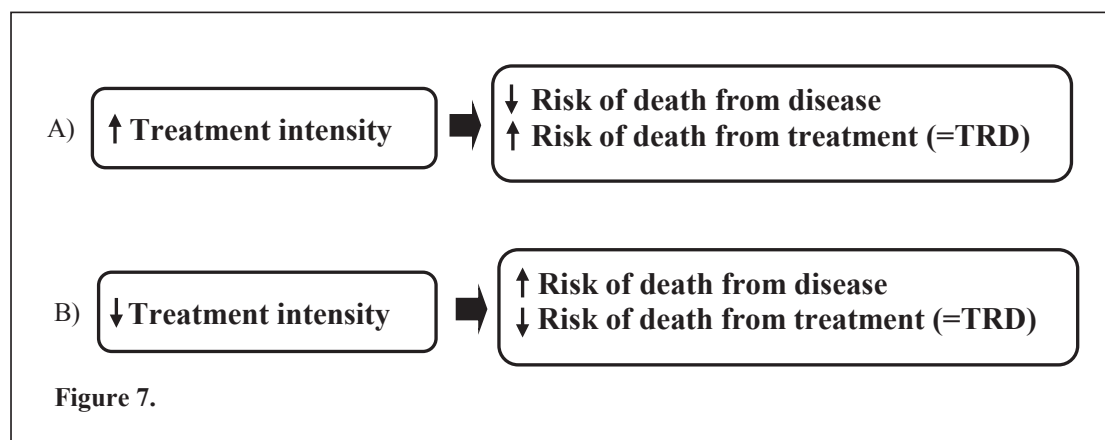 A) ↑ Treatment intensity
↓ Risk of death from disease
↑ Risk of death from treatment (=TRD)
B) ↓ Treatment intensity
↑ Risk of death from disease
↓ Risk of death from treatment (=TRD)
Figure 7.